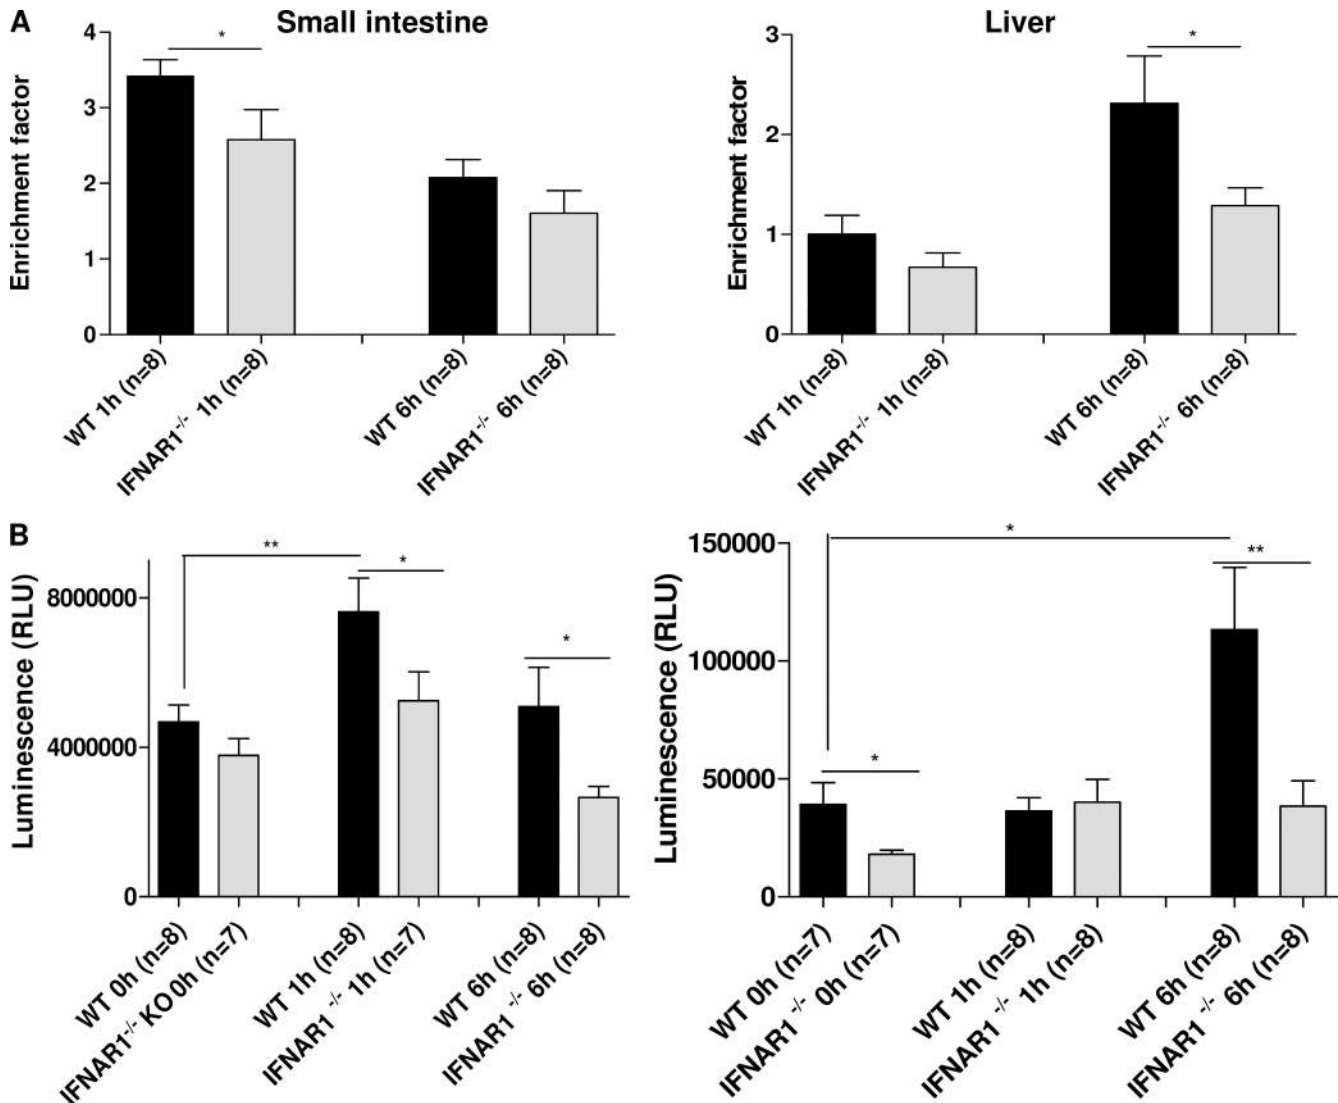 A
Small intestine
Liver
Enrichment factor
4
3
2
1
0
*
WT 1h (n=8)
IFNAR1-/- 1h (n=8)
WT 6h (n=8)
IFNAR1-/- 6h (n=8)
Enrichment factor
3
2
1
0
*
WT 1h (n=8)
IFNAR1-/- 1h (n=8)
WT 6h (n=8)
IFNAR1-/- 6h (n=8)
B
Luminescence (RLU)
8000000
4000000
0
**
*
*
WT 0h (n=8)
IFNAR1-/- KO 0h (n=7)
WT 1h (n=8)
IFNAR1 -/- 1h (n=7)
WT 6h (n=8)
IFNAR1 -/- 6h (n=8)
Luminescence (RLU)
150000
100000
50000
0
*
**
*
WT 0h (n=7)
IFNAR1 -/- 0h (n=7)
WT 1h (n=8)
IFNAR1 -/- 1h (n=8)
WT 6h (n=8)
IFNAR1 -/- 6h (n=8)